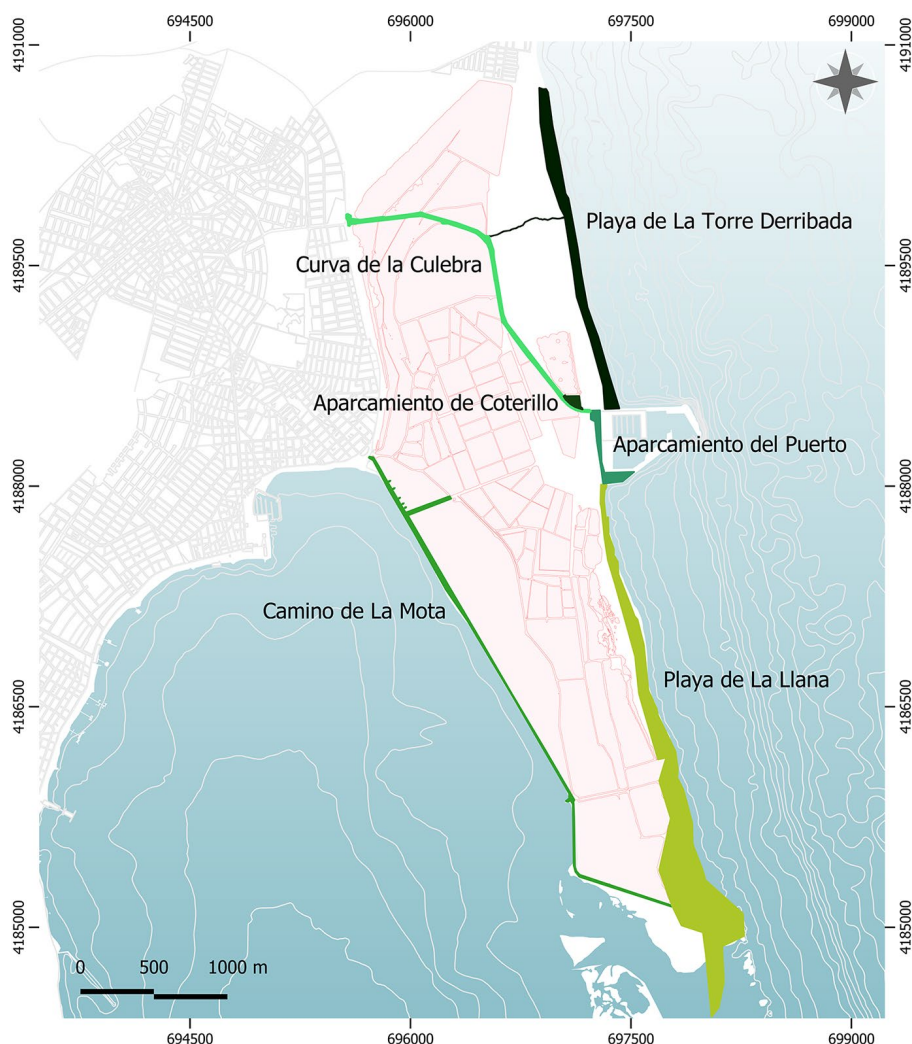 694500 696000 697500 699000
4191000 4191000
Playa de La Torre Derribada
Curva de la Culebra
4189500 4189500
Aparcamiento de Coterillo
Aparcamiento del Puerto
4188000 4188000
Camino de La Mota
Playa de La Llana
4186500 4186500
4185000 4185000
0 500 1000 m
694500 696000 697500 699000